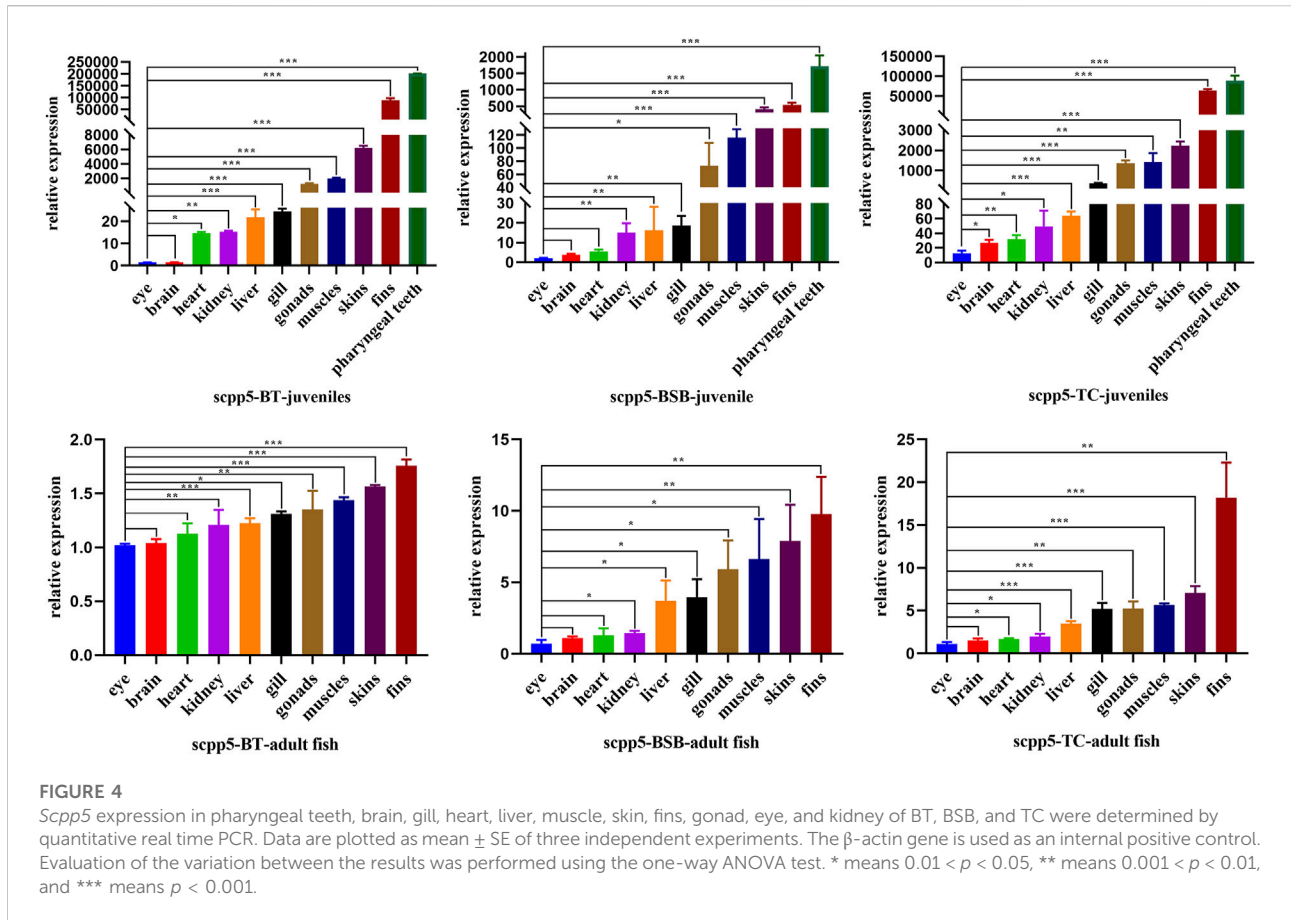 250000
200000
150000
100000
50000
8000
6000
4000
2000
20
10
0
relative expression
***
***
***
***
***
***
***
**
*
eye
brain
heart
kidney
liver
gill
gonads
muscles
skins
fins
pharyngeal teeth
scpp5-BT-juveniles
2000
1500
1000
500
120
100
80
60
40
30
20
10
0
relative expression
***
***
***
***
*
**
**
**
eye
brain
heart
kidney
liver
gill
gonads
muscles
skins
fins
pharyngeal teeth
scpp5-BSB-juvenile
150000
100000
50000
3000
2000
1000
60
40
20
0
relative expression
***
***
***
**
***
***
***
*
**
*
eye
brain
heart
kidney
liver
gill
gonads
muscles
skins
fins
pharyngeal teeth
scpp5-TC-juveniles
2.0
1.5
1.0
0.5
0.0
relative expression
***
***
***
**
*
***
**
eye
brain
heart
kidney
liver
gill
gonads
muscles
skins
fins
scpp5-BT-adult fish
15
10
5
0
relative expression
**
**
*
*
*
*
*
eye
brain
heart
kidney
liver
gill
gonads
muscles
skins
fins
scpp5-BSB-adult fish
25
20
15
10
5
0
relative expression
**
***
***
**
***
***
*
*
eye
brain
heart
kidney
liver
gill
gonads
muscles
skins
fins
scpp5-TC-adult fish
FIGURE 4
Scpp5 expression in pharyngeal teeth, brain, gill, heart, liver, muscle, skin, fins, gonad, eye, and kidney of BT, BSB, and TC were determined by
quantitative real time PCR. Data are plotted as mean ± SE of three independent experiments. The β-actin gene is used as an internal positive control.
Evaluation of the variation between the results was performed using the one-way ANOVA test. * means 0.01 < p < 0.05, ** means 0.001 < p < 0.01,
and *** means p < 0.001.